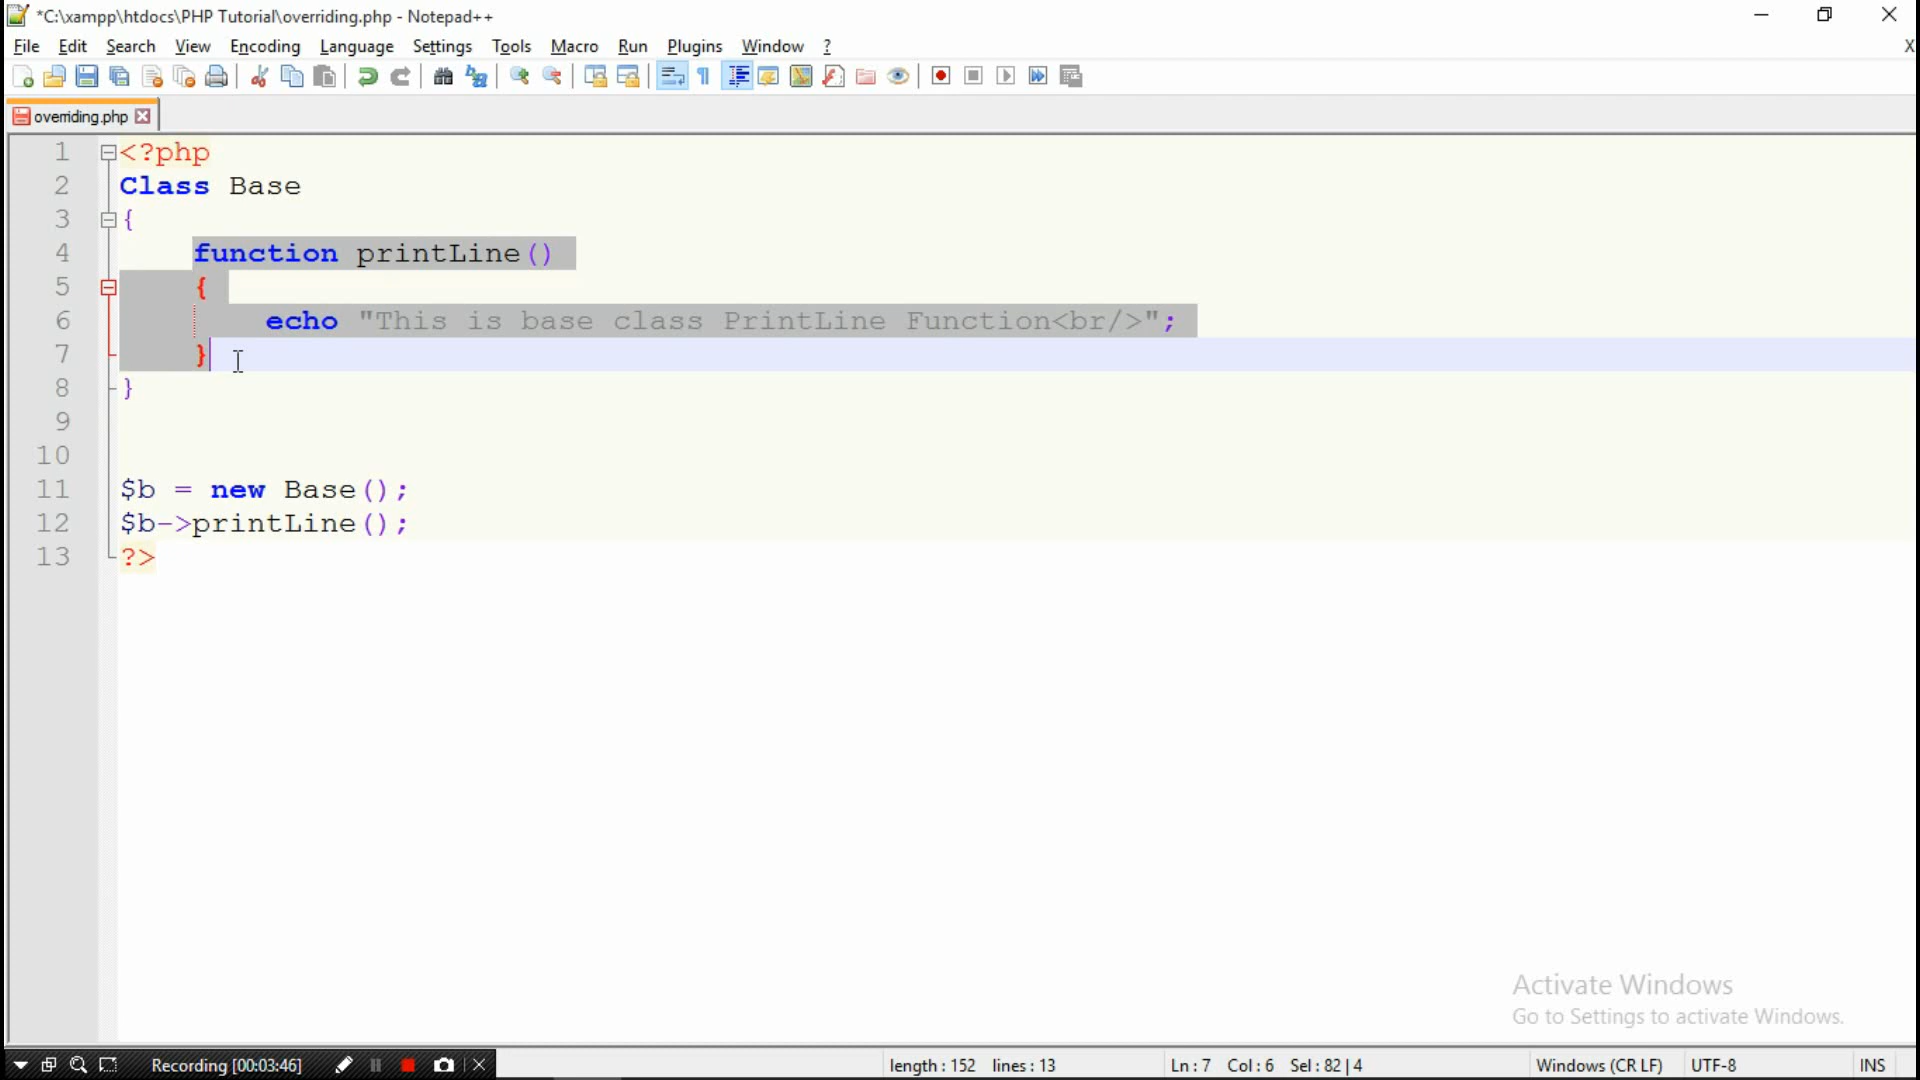 *C:\xampp\htdocs\PHP Tutorial\overriding.php - Notepad++
File Edit Search View Encoding Language Settings Tools Macro Run Plugins Window ? X
overriding.php
1 <?php
2 Class Base
3 {
4 function printLine()
5 {
6 echo "This is base class PrintLine Function<br/>";
7 }
8 }
9
10
11 $b = new Base();
12 $b->printLine();
13 ?>
Activate Windows
Go to Settings to activate Windows.
Recording [00:03:46] length : 152 lines : 13 Ln : 7 Col : 6 Sel : 82 | 4 Windows (CR LF) UTF-8 INS